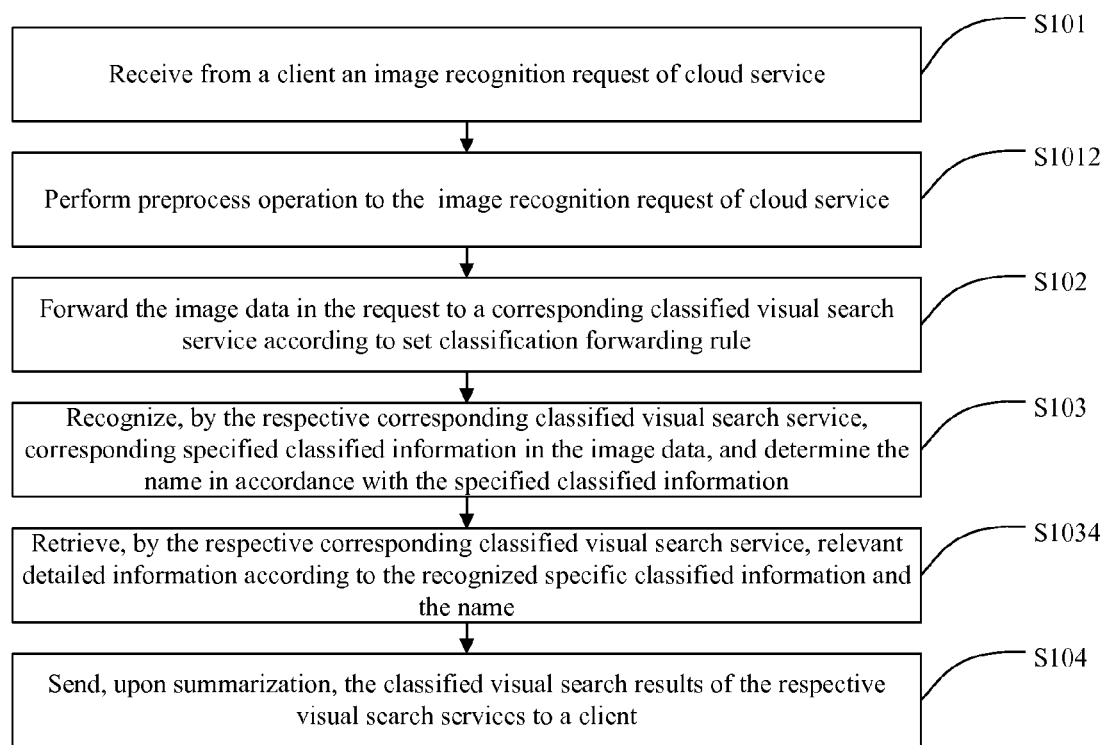 S101
Receive from a client an image recognition request of cloud service
S1012
Perform preprocess operation to the image recognition request of cloud service
S102
Forward the image data in the request to a corresponding classified visual search
service according to set classification forwarding rule
S103
Recognize, by the respective corresponding classified visual search service,
corresponding specified classified information in the image data, and determine the
name in accordance with the specified classified information
S1034
Retrieve, by the respective corresponding classified visual search service, relevant
detailed information according to the recognized specific classified information and
the name
S104
Send, upon summarization, the classified visual search results of the respective
visual search services to a client